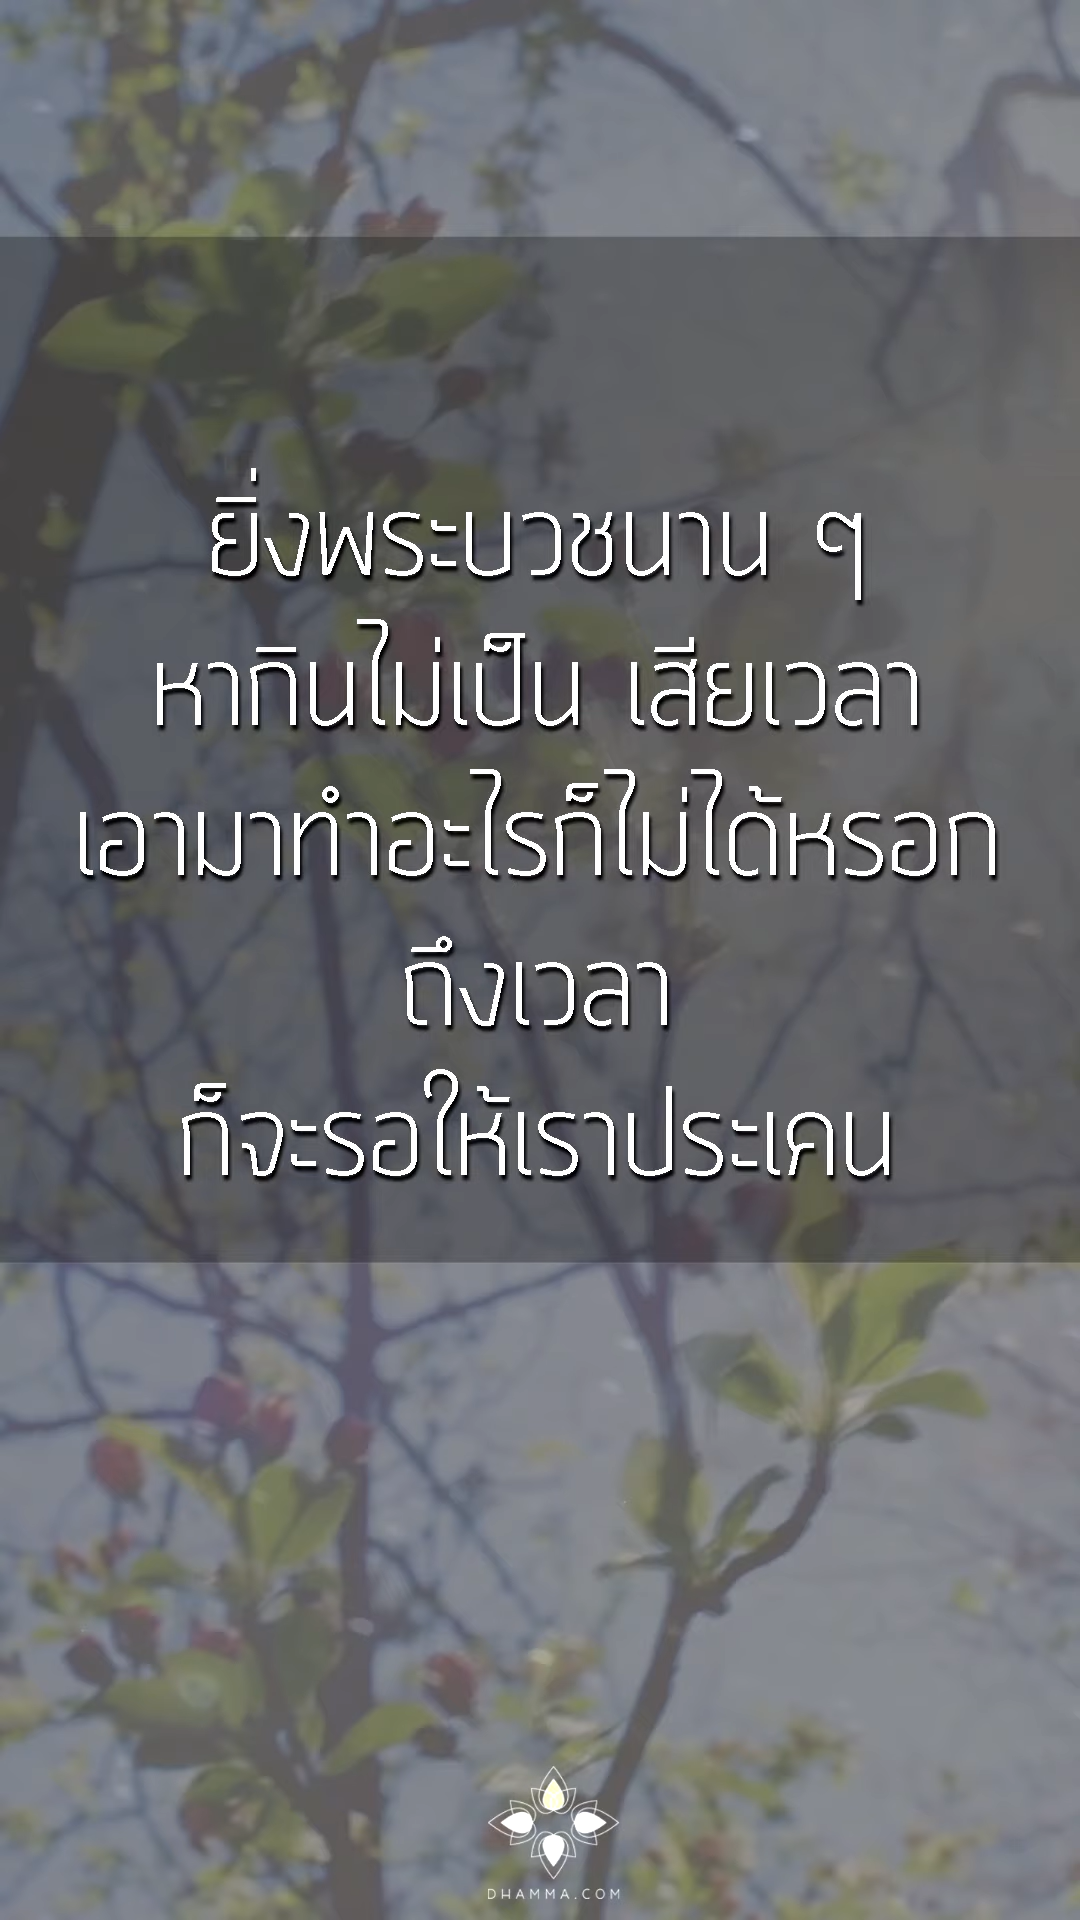 ยิ่งพระบวชนาน ๆ
หากินไม่เป็น เสียเวลา
เอามาทำอะไรก็ไม่ได้หรอก
ถึงเวลา
ก็จะรอให้เราประเคน
DHAMMA.COM